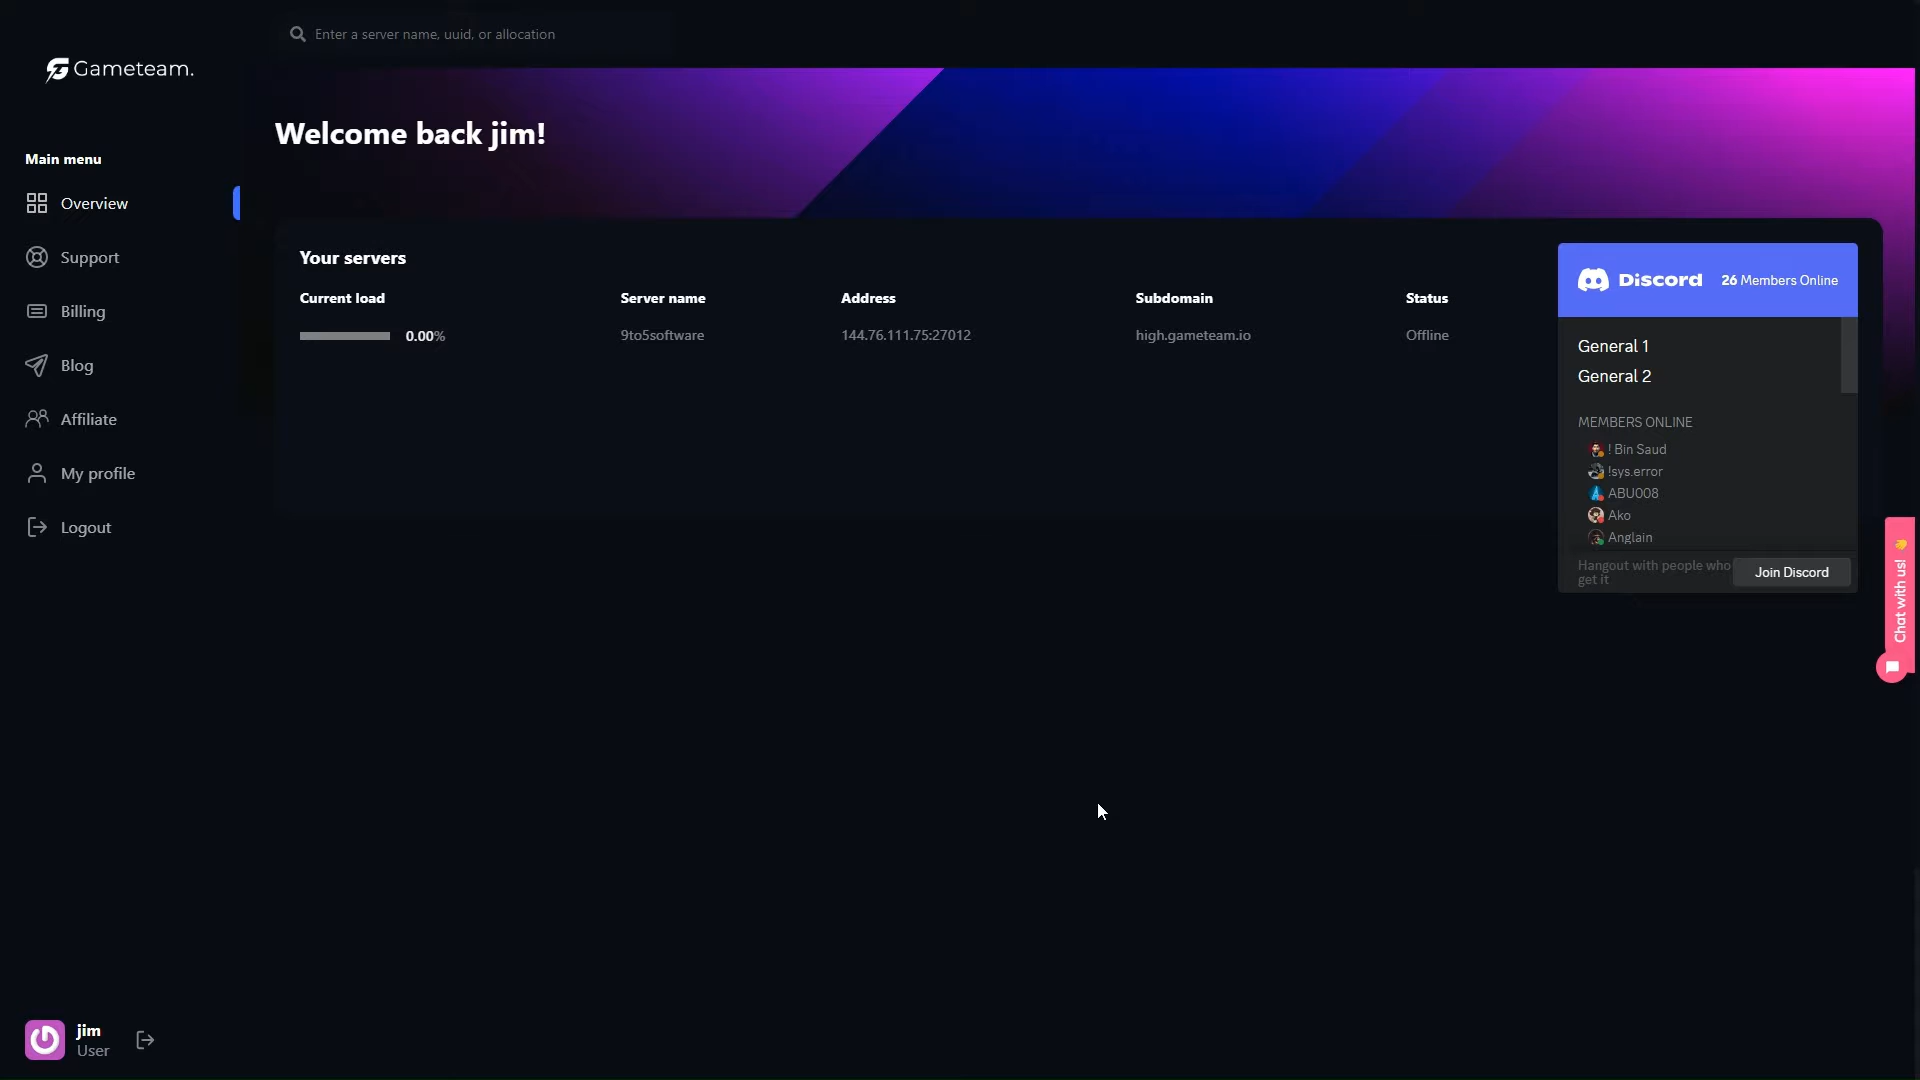 Enter a server name, uuid, or allocation
Gameteam.
Welcome back jim!
Main menu
Overview
Support
Billing
Blog
Affiliate
My profile
Logout
Your servers
Current load Server name Address Subdomain Status
0.00% 9to5software 144.76.111.75:27012 high.gameteam.io Offline
Discord 26 Members Online
General 1
General 2
MEMBERS ONLINE
! Bin Saud
!sys.error
ABU008
Ako
Anglain
Hangout with people who
get it
Join Discord
Chat with us!
jim
User